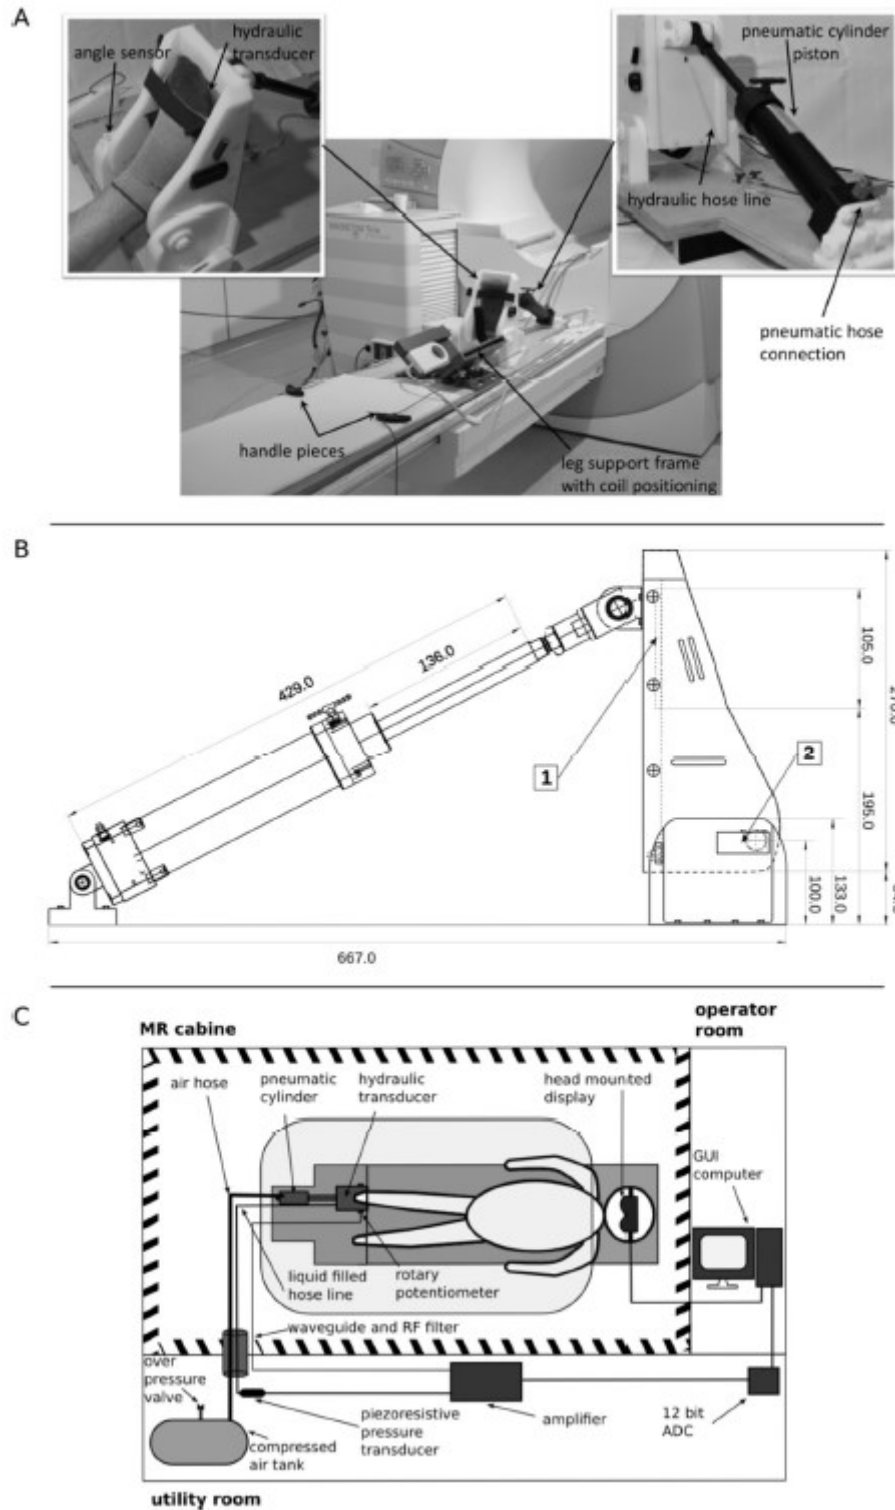 A
angle sensor
hydraulic
transducer
pneumatic cylinder
piston
hydraulic hose line
pneumatic hose
connection
handle pieces
leg support frame
with coil positioning
B
429.0
136.0
105.0
1
2
195.0
100.0
133.0
667.0
C
MR cabine
operator
room
air hose
pneumatic
cylinder
hydraulic
transducer
head mounted
display
GUI
computer
liquid filled
hose line
rotary
potentiometer
waveguide and RF filter
over
pressure
valve
piezoresistive
pressure
transducer
amplifier
12 bit
ADC
compressed
air tank
utility room